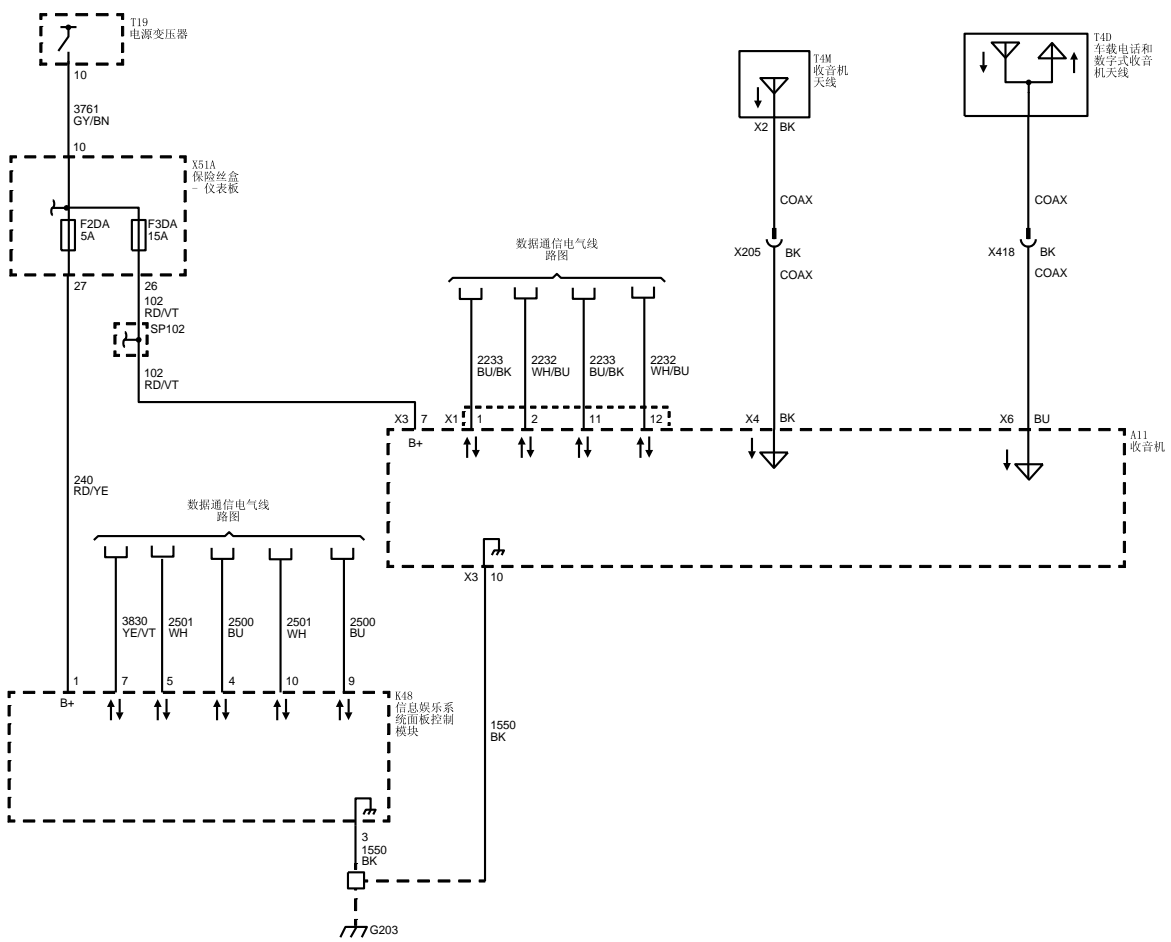 T19
电源变压器
10
3761
GY/BN
10
X51A
保险丝盒
- 仪表板
F2DA
5A
F3DA
15A
27
26
102
RD/VT
SP102
102
RD/VT
T4M
收音机
天线
X2
BK
COAX
X205
BK
COAX
T4D
车载电话和
数字式收音
机天线
COAX
X418
BK
COAX
数据通信电气线
路图
2233
BU/BK
2232
WH/BU
2233
BU/BK
2232
WH/BU
X3
7
X1
1
2
11
12
X4
BK
X6
BU
B+
A11
收音机
240
RD/YE
数据通信电气线
路图
X3
10
3830
YE/VT
2501
WH
2500
BU
2501
WH
2500
BU
1
7
5
4
10
9
B+
K48
信息娱乐系
统面板控制
模块
1550
BK
3
1550
BK
G203